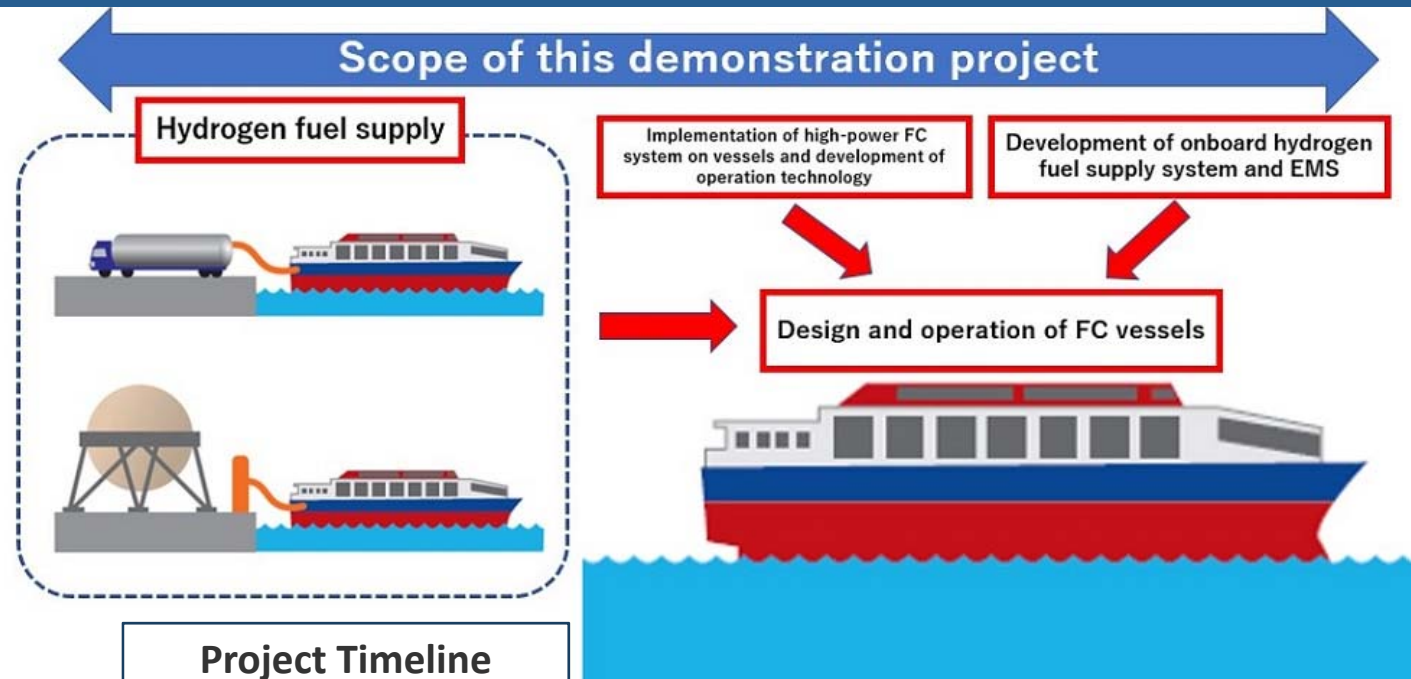 Scope of this demonstration project
Hydrogen fuel supply
Implementation of high-power FC
system on vessels and development of
operation technology
Development of onboard hydrogen
fuel supply system and EMS
Design and operation of FC vessels
Project Timeline